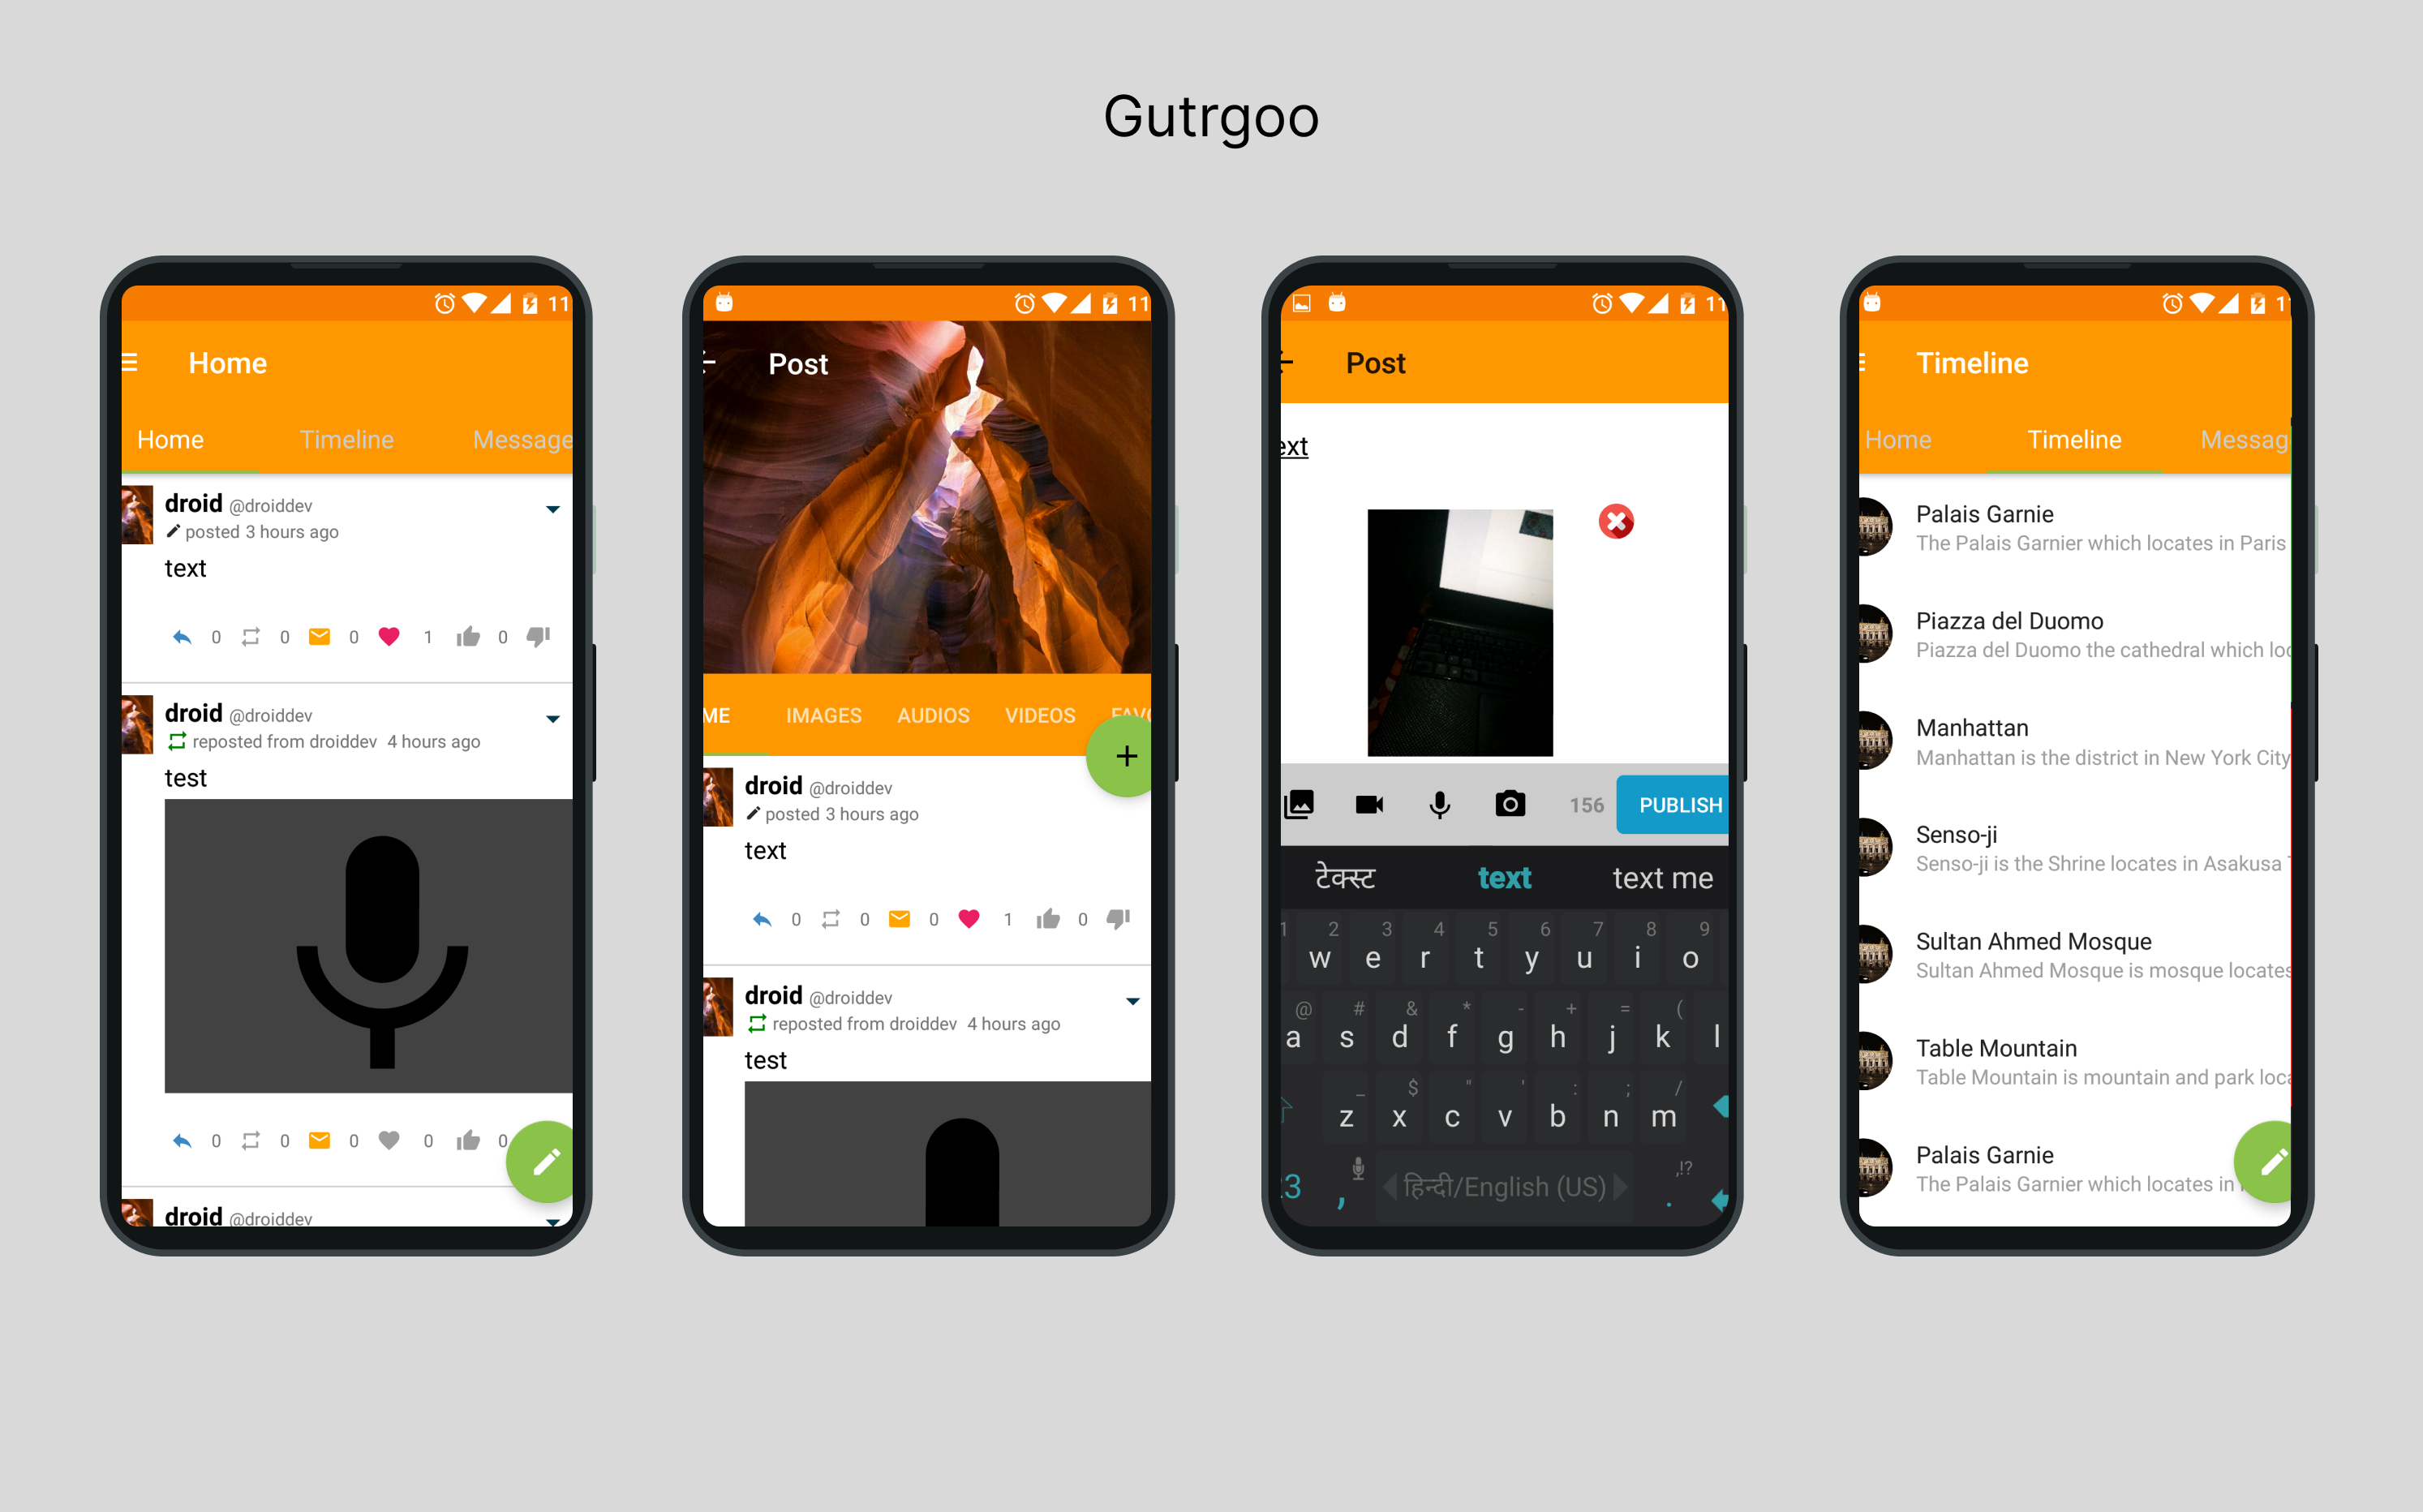 Gutrgoo
11
Home
Home Timeline Message
droid @droiddev
posted 3 hours ago
text
0 0 0 1 0
droid @droiddev
reposted from droiddev 4 hours ago
test
0 0 0 0 0
droid @droiddev
11
Post
ME IMAGES AUDIOS VIDEOS FAVO
droid @droiddev
posted 3 hours ago
text
0 0 0 1 0
droid @droiddev
reposted from droiddev 4 hours ago
test
11
Post
ext
156 PUBLISH
टेक्स्ट text text me
1 2 3 4 5 6 7 8 9
w e r t y u i o
@ # & * - + = (
a s d f g h j k l
_ $ " ' : ; /
z x c v b n m
,!?
3 , हिन्दी/English (US) .
11
Timeline
Home Timeline Messag
Palais Garnie
The Palais Garnier which locates in Paris
Piazza del Duomo
Piazza del Duomo the cathedral which loc
Manhattan
Manhattan is the district in New York City
Senso-ji
Senso-ji is the Shrine locates in Asakusa
Sultan Ahmed Mosque
Sultan Ahmed Mosque is mosque locates
Table Mountain
Table Mountain is mountain and park loca
Palais Garnie
The Palais Garnier which locates in